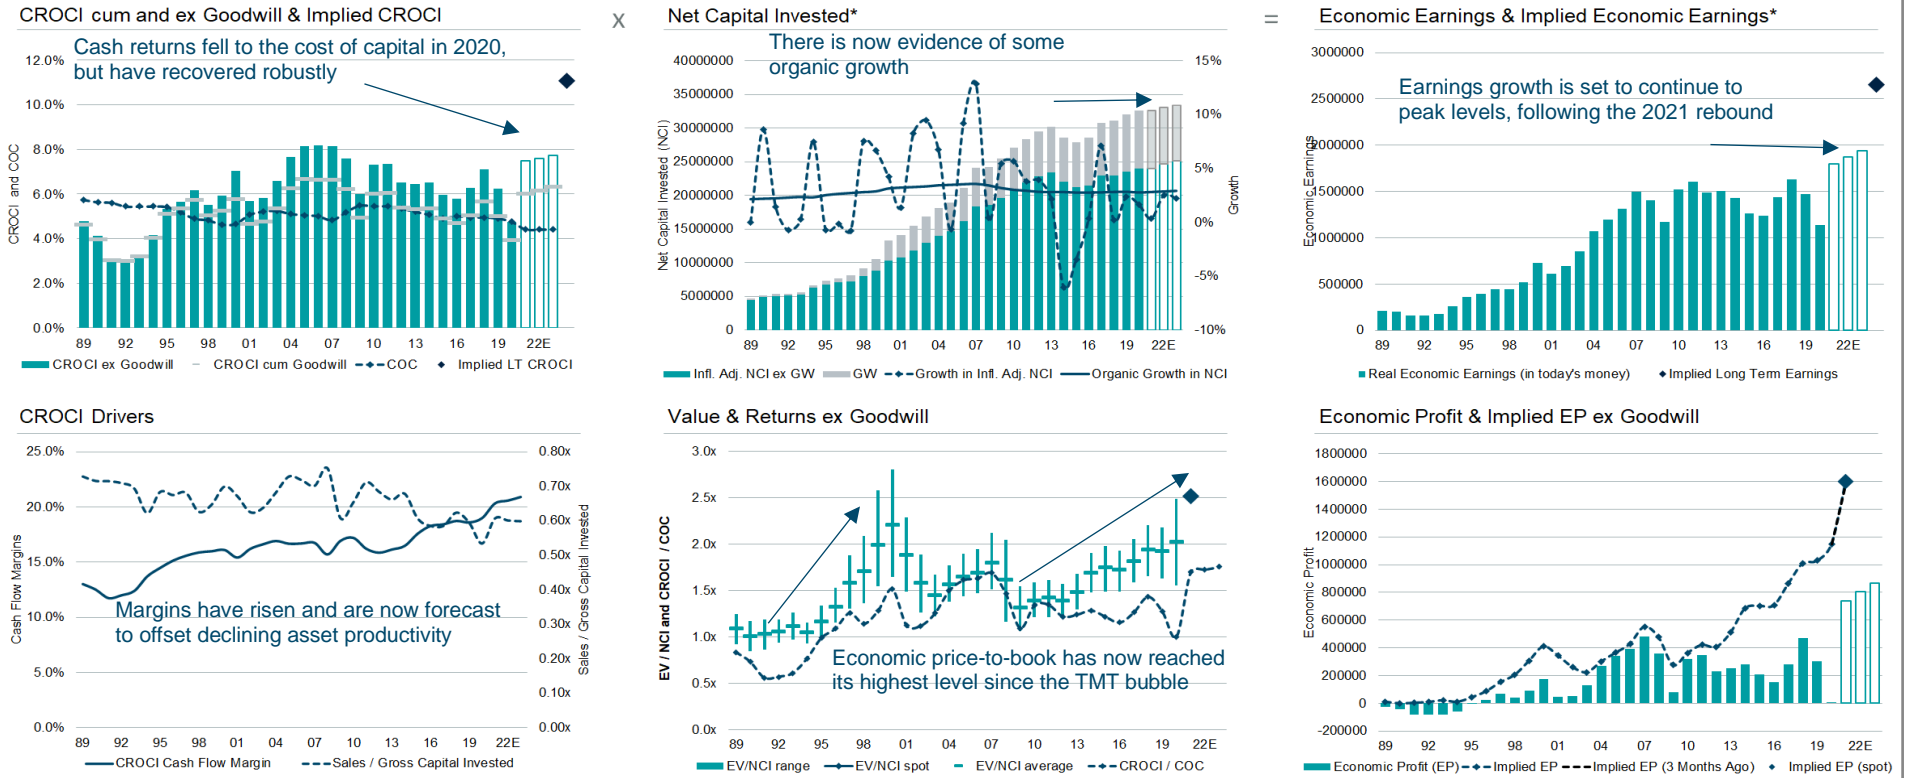 CROCI cum and ex Goodwill & Implied CROCI
Cash returns fell to the cost of capital in 2020,
but have recovered robustly
CROCI and COC
12.0%
10.0%
8.0%
6.0%
4.0%
2.0%
0.0%
89 92 95 98 01 04 07 10 13 16 19 22E
CROCI ex Goodwill CROCI cum Goodwill COC Implied LT CROCI
x
Net Capital Invested*
There is now evidence of some
organic growth
Net Capital Invested (NCI)
40000000
35000000
30000000
25000000
20000000
15000000
10000000
5000000
0
15%
10%
5%
0%
-5%
-10%
Growth
89 92 95 98 01 04 07 10 13 16 19 22E
Infl. Adj. NCI ex GW GW Growth in Infl. Adj. NCI Organic Growth in NCI
=
Economic Earnings & Implied Economic Earnings*
Earnings growth is set to continue to
peak levels, following the 2021 rebound
Economic Earnings
3000000
2500000
2000000
1500000
1000000
500000
0
89 92 95 98 01 04 07 10 13 16 19 22E
Real Economic Earnings (in today's money) Implied Long Term Earnings
CROCI Drivers
Cash Flow Margins
25.0%
20.0%
15.0%
10.0%
5.0%
0.0%
Margins have risen and are now forecast
to offset declining asset productivity
0.80x
0.70x
0.60x
0.50x
0.40x
0.30x
0.20x
0.10x
0.00x
Sales / Gross Capital Invested
89 92 95 98 01 04 07 10 13 16 19 22E
CROCI Cash Flow Margin Sales / Gross Capital Invested
Value & Returns ex Goodwill
EV / NCI and CROCI / COC
3.0x
2.5x
2.0x
1.5x
1.0x
0.5x
0.0x
Economic price-to-book has now reached
its highest level since the TMT bubble
89 92 95 98 01 04 07 10 13 16 19 22E
EV/NCI range EV/NCI spot EV/NCI average CROCI / COC
Economic Profit & Implied EP ex Goodwill
Economic Profit
1800000
1600000
1400000
1200000
1000000
800000
600000
400000
200000
0
-200000
89 92 95 98 01 04 07 10 13 16 19 22E
Economic Profit (EP) Implied EP Implied EP (3 Months Ago) Implied EP (spot)